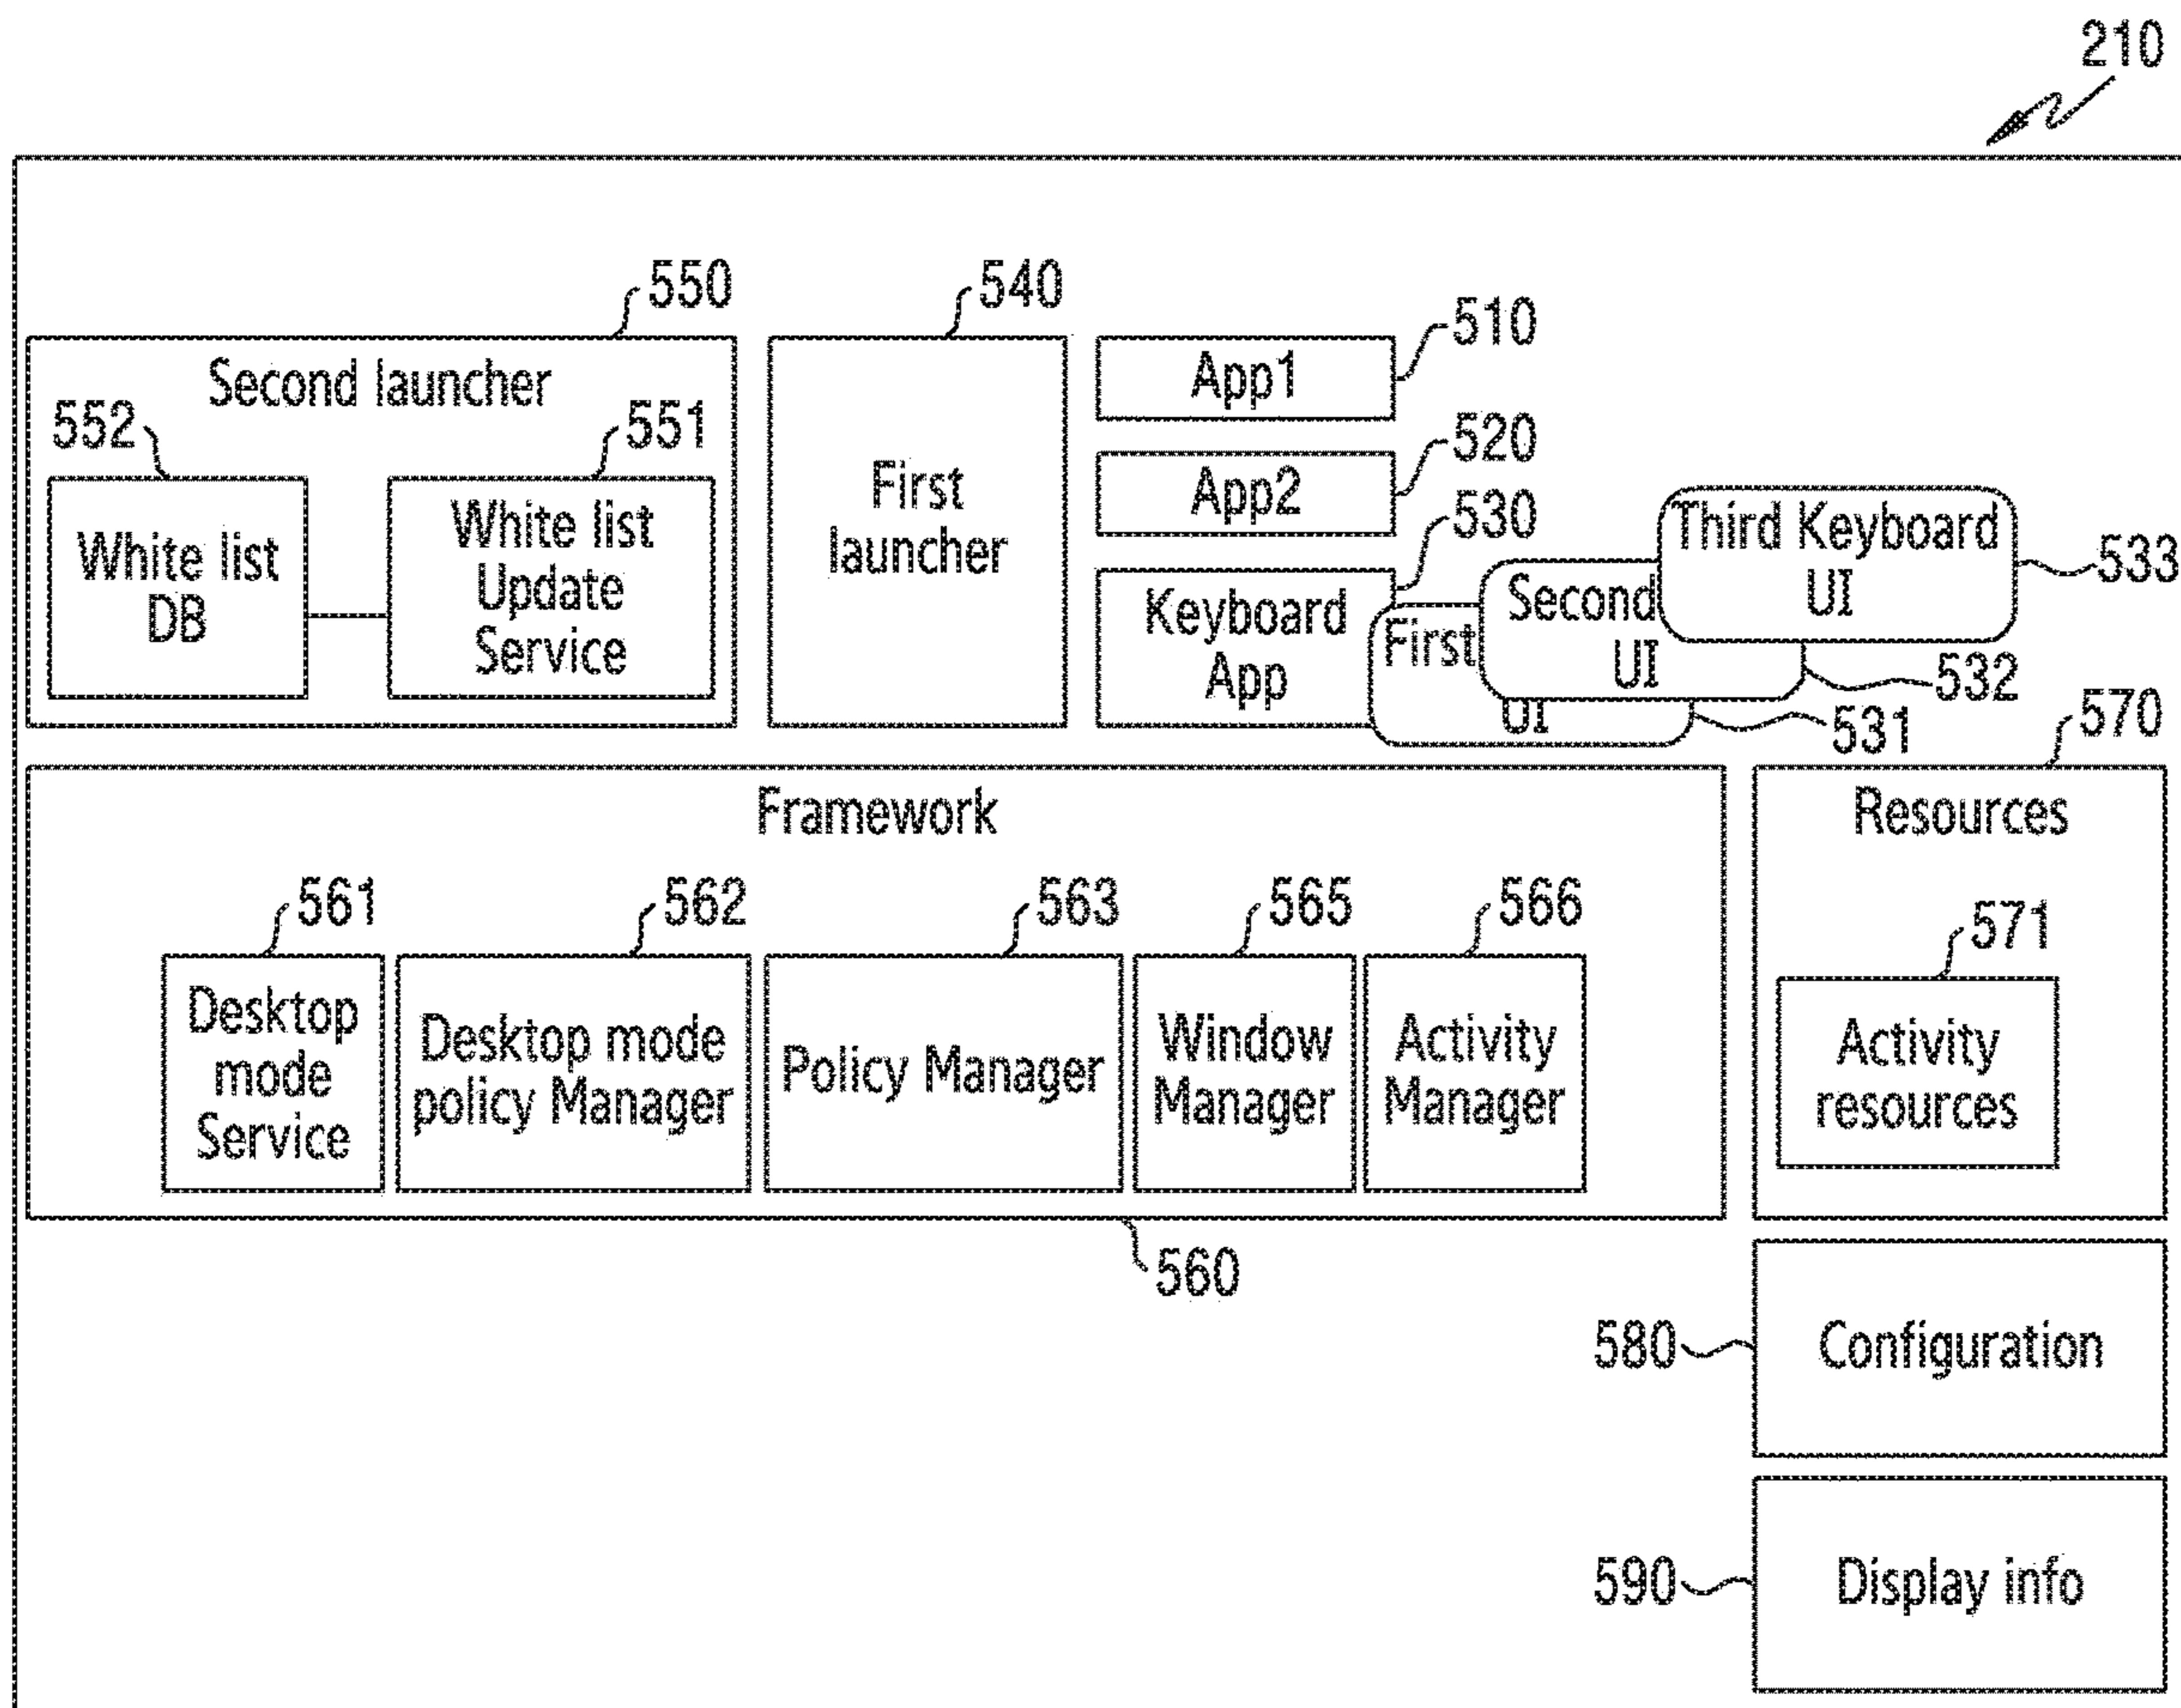 210
550
540
510
Second launcher
App1
552
551
520
First
launcher
App2
530
White list
DB
White list
Update
Service
Third Keyboard
UI
533
Keyboard
App
Second
UI
First
UI
532
531
570
Framework
Resources
561
562
563
565
566
571
Desktop
mode
Service
Desktop mode
policy Manager
Policy Manager
Window
Manager
Activity
Manager
Activity
resources
560
580
Configuration
590
Display info